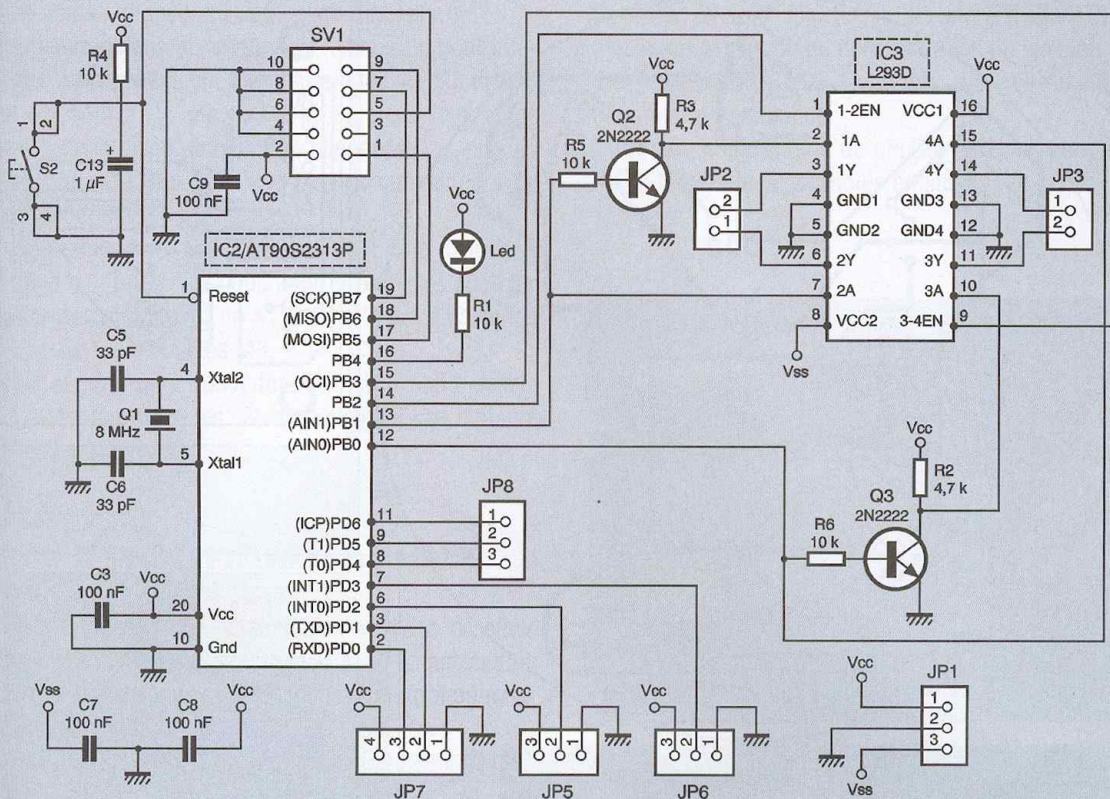 Vcc
R4
10 k
1
2
S2
3
4
+
C13
1 µF
SV1
10
8
6
4
2
9
7
5
3
1
C9
100 nF
Vcc
Vcc
Led
R1
10 k
IC2/AT90S2313P
1
Reset
4
Xtal2
5
Xtal1
20
Vcc
10
Gnd
(SCK)PB7
19
(MISO)PB6
18
(MOSI)PB5
17
PB4
16
(OCI)PB3
15
PB2
14
(AIN1)PB1
13
(AIN0)PB0
12
(ICP)PD6
11
(T1)PD5
9
(T0)PD4
8
(INT1)PD3
7
(INT0)PD2
6
(TXD)PD1
3
(RXD)PD0
2
C5
33 pF
Q1
8 MHz
C6
33 pF
C3
100 nF
Vcc
Vss
C7
100 nF
C8
100 nF
Vcc
JP8
1
2
3
Vcc
4
3
2
1
JP7
Vcc
3
2
1
JP5
Vcc
3
2
1
JP6
Vcc
R3
4,7 k
Q2
2N2222
R5
10 k
JP2
2
1
IC3
L293D
Vcc
1
1-2EN
VCC1
16
2
1A
4A
15
3
1Y
4Y
14
4
GND1
GND3
13
5
GND2
GND4
12
6
2Y
3Y
11
7
2A
3A
10
8
VCC2
3-4EN
9
Vss
JP3
1
2
Vcc
R2
4,7 k
Q3
2N2222
R6
10 k
JP1
Vcc
1
2
3
Vss